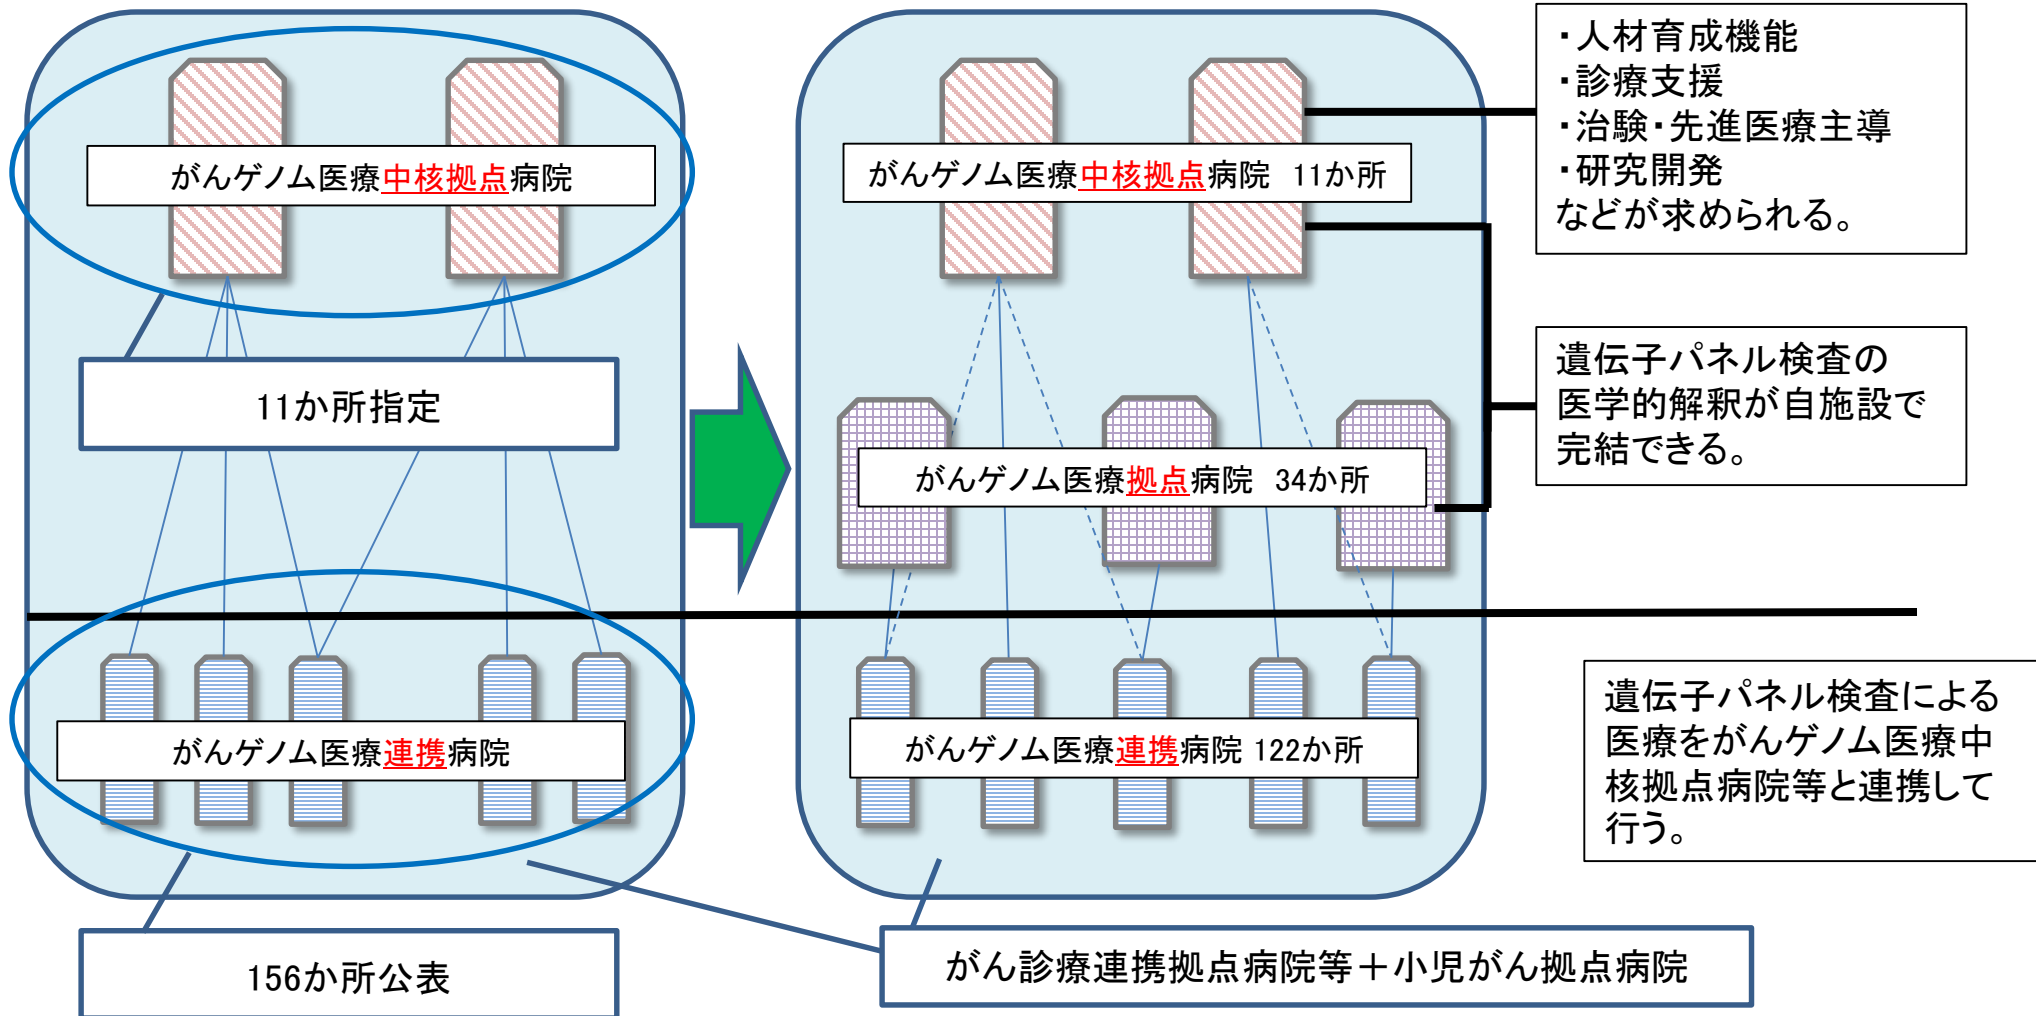 がんゲノム医療中核拠点病院
11か所指定
がんゲノム医療連携病院
156か所公表
がんゲノム医療中核拠点病院 11か所
がんゲノム医療拠点病院 34か所
がんゲノム医療連携病院 122か所
がん診療連携拠点病院等＋小児がん拠点病院
・人材育成機能
・診療支援
・治験・先進医療主導
・研究開発
などが求められる。
遺伝子パネル検査の
医学的解釈が自施設で
完結できる。
遺伝子パネル検査による
医療をがんゲノム医療中
核拠点病院等と連携して
行う。